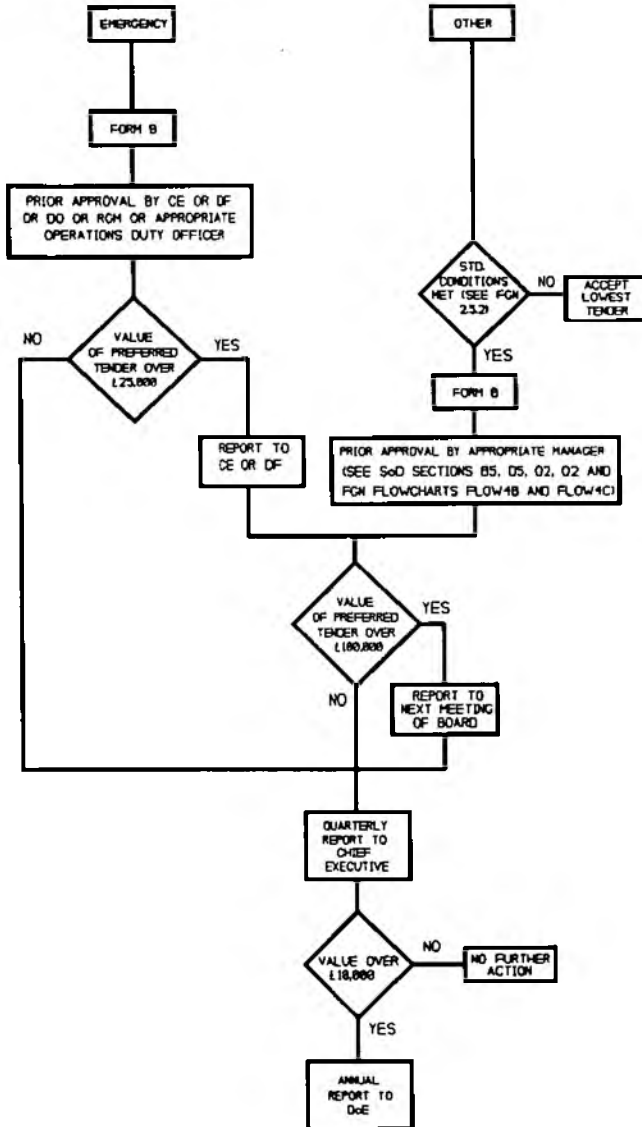 EMERGENCY
OTHER
FORM B
PRIOR APPROVAL BY CE OR DF
OR DO OR RGM OR APPROPRIATE
OPERATIONS DUTY OFFICER
STD.
CONDITIONS
MET (SEE FGN
2.5.2)
NO
ACCEPT
LOWEST
TENDER
YES
NO
VALUE
OF PREFERRED
TENDER OVER
£25,000
YES
FORM B
REPORT TO
CE OR DF
PRIOR APPROVAL BY APPROPRIATE MANAGER
(SEE SoD SECTIONS B5, D5, O2, O2 AND
FGN FLOWCHARTS FLOW4B AND FLOW4C)
VALUE
OF PREFERRED
TENDER OVER
£100,000
YES
NO
REPORT TO
NEXT MEETING
OF BOARD
QUARTERLY
REPORT TO
CHIEF
EXECUTIVE
VALUE OVER
£10,000
NO
NO FURTHER
ACTION
YES
ANNUAL
REPORT TO
DoE